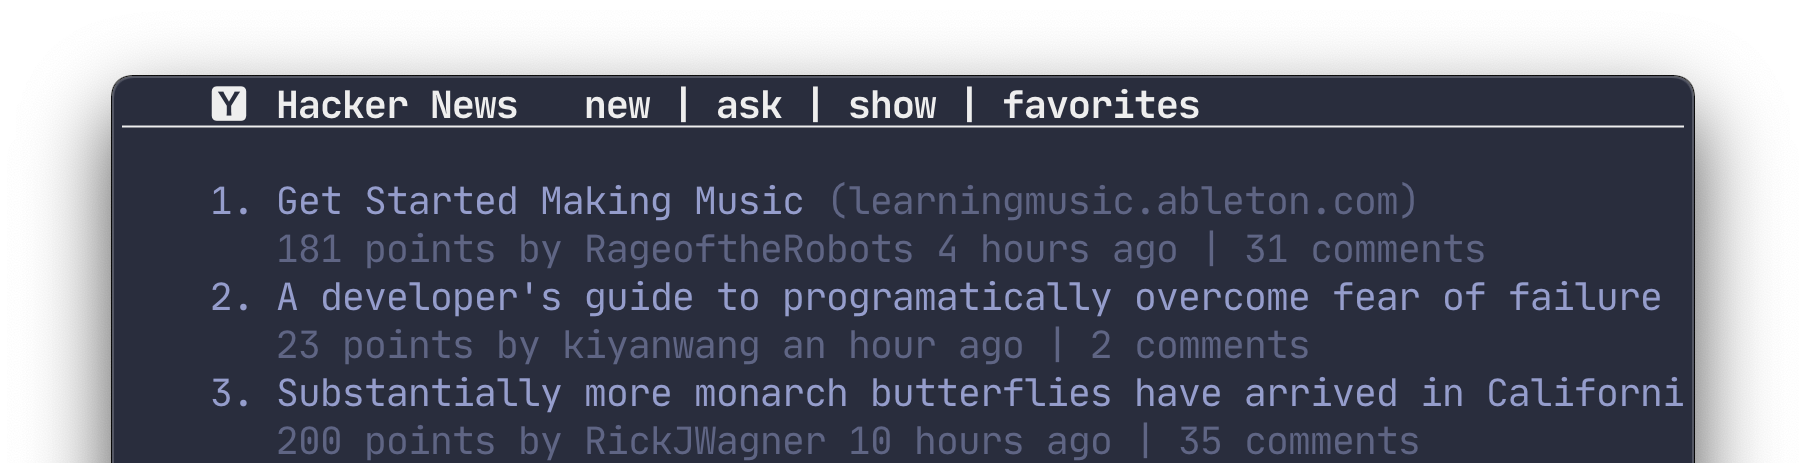 Y Hacker News new | ask | show | favorites
1. Get Started Making Music (learningmusic.ableton.com)
181 points by RageoftheRobots 4 hours ago | 31 comments
2. A developer's guide to programatically overcome fear of failure
23 points by kiyanwang an hour ago | 2 comments
3. Substantially more monarch butterflies have arrived in Californi
200 points by RickJWagner 10 hours ago | 35 comments